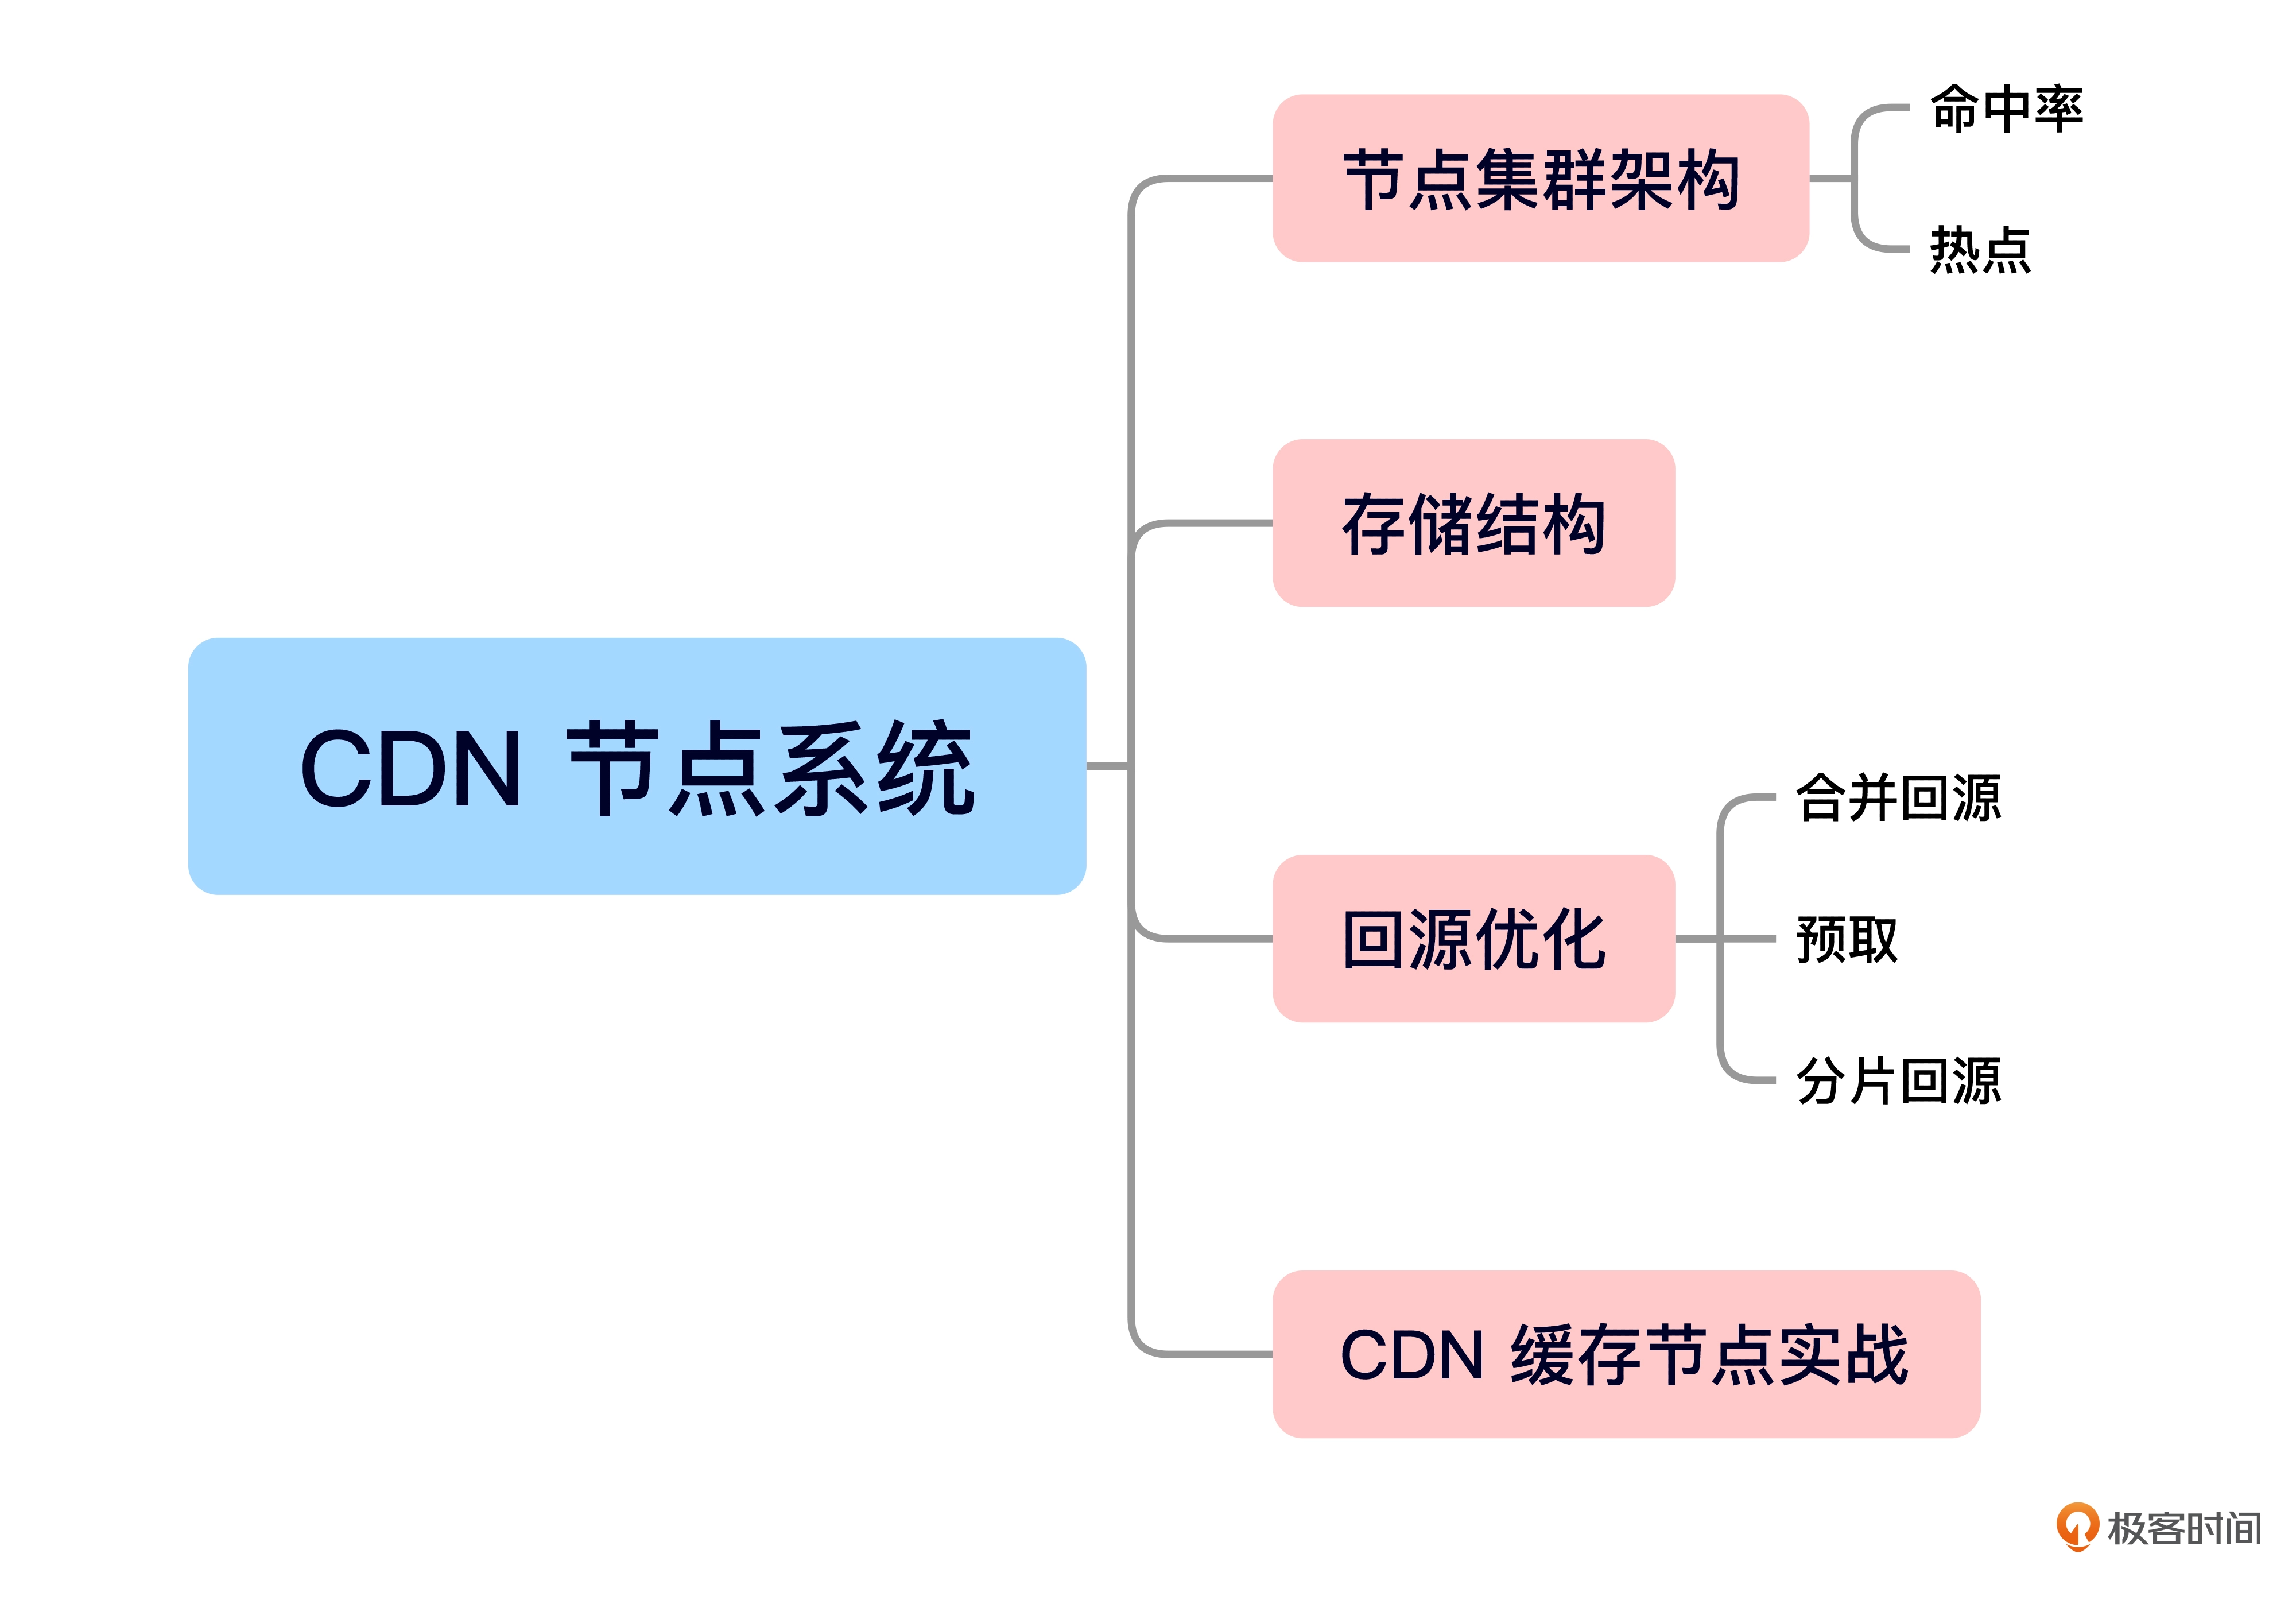 CDN 节点系统
节点集群架构
命中率
热点
存储结构
回源优化
合并回源
预取
分片回源
CDN 缓存节点实战
极客时间